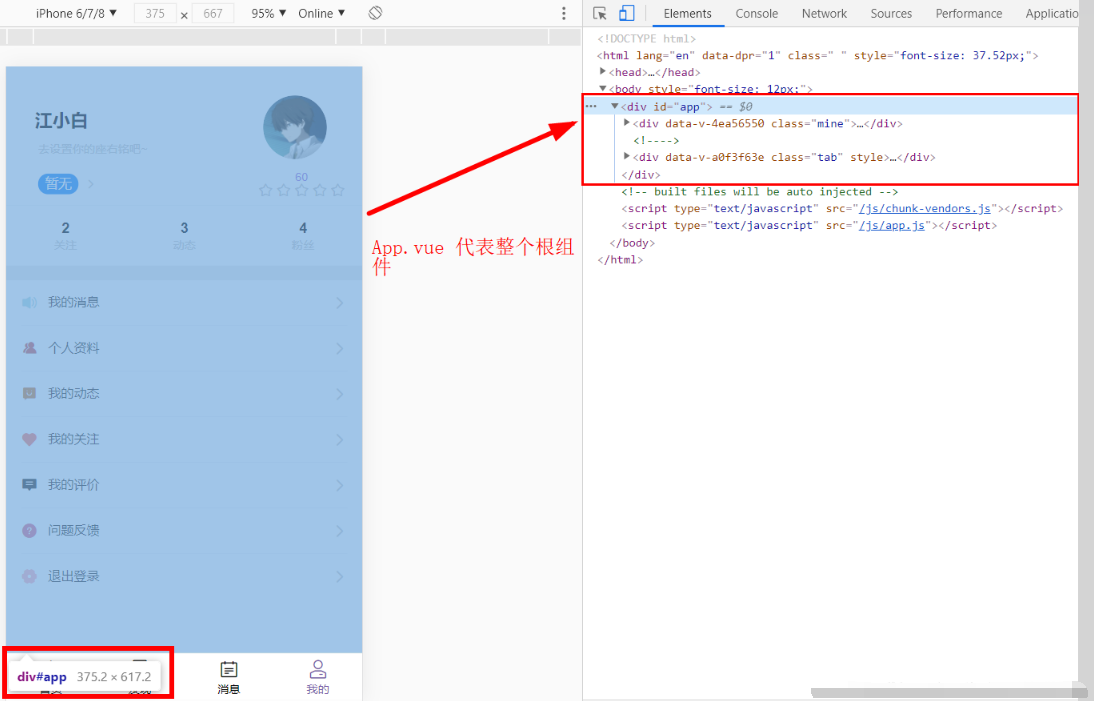 iPhone 6/7/8 ▼ 375 x 667 95% ▼ Online ▼
Elements Console Network Sources Performance Applicatio
江小白
去设置你的座右铭吧~
暂无
60
2 3 4
关注 动态 粉丝
我的消息
个人资料
我的动态
我的关注
我的评价
问题反馈
退出登录
div#app 375.2 × 617.2
消息 我的
App.vue 代表整个根组
件
<!DOCTYPE html>
<html lang="en" data-dpr="1" class=" " style="font-size: 37.52px;">
<head>…</head>
<body style="font-size: 12px;">
<div id="app"> == $0
<div data-v-4ea56550 class="mine">…</div>
<!---->
<div data-v-a0f3f63e class="tab" style>…</div>
</div>
<!-- built files will be auto injected -->
<script type="text/javascript" src="/js/chunk-vendors.js"></script>
<script type="text/javascript" src="/js/app.js"></script>
</body>
</html>